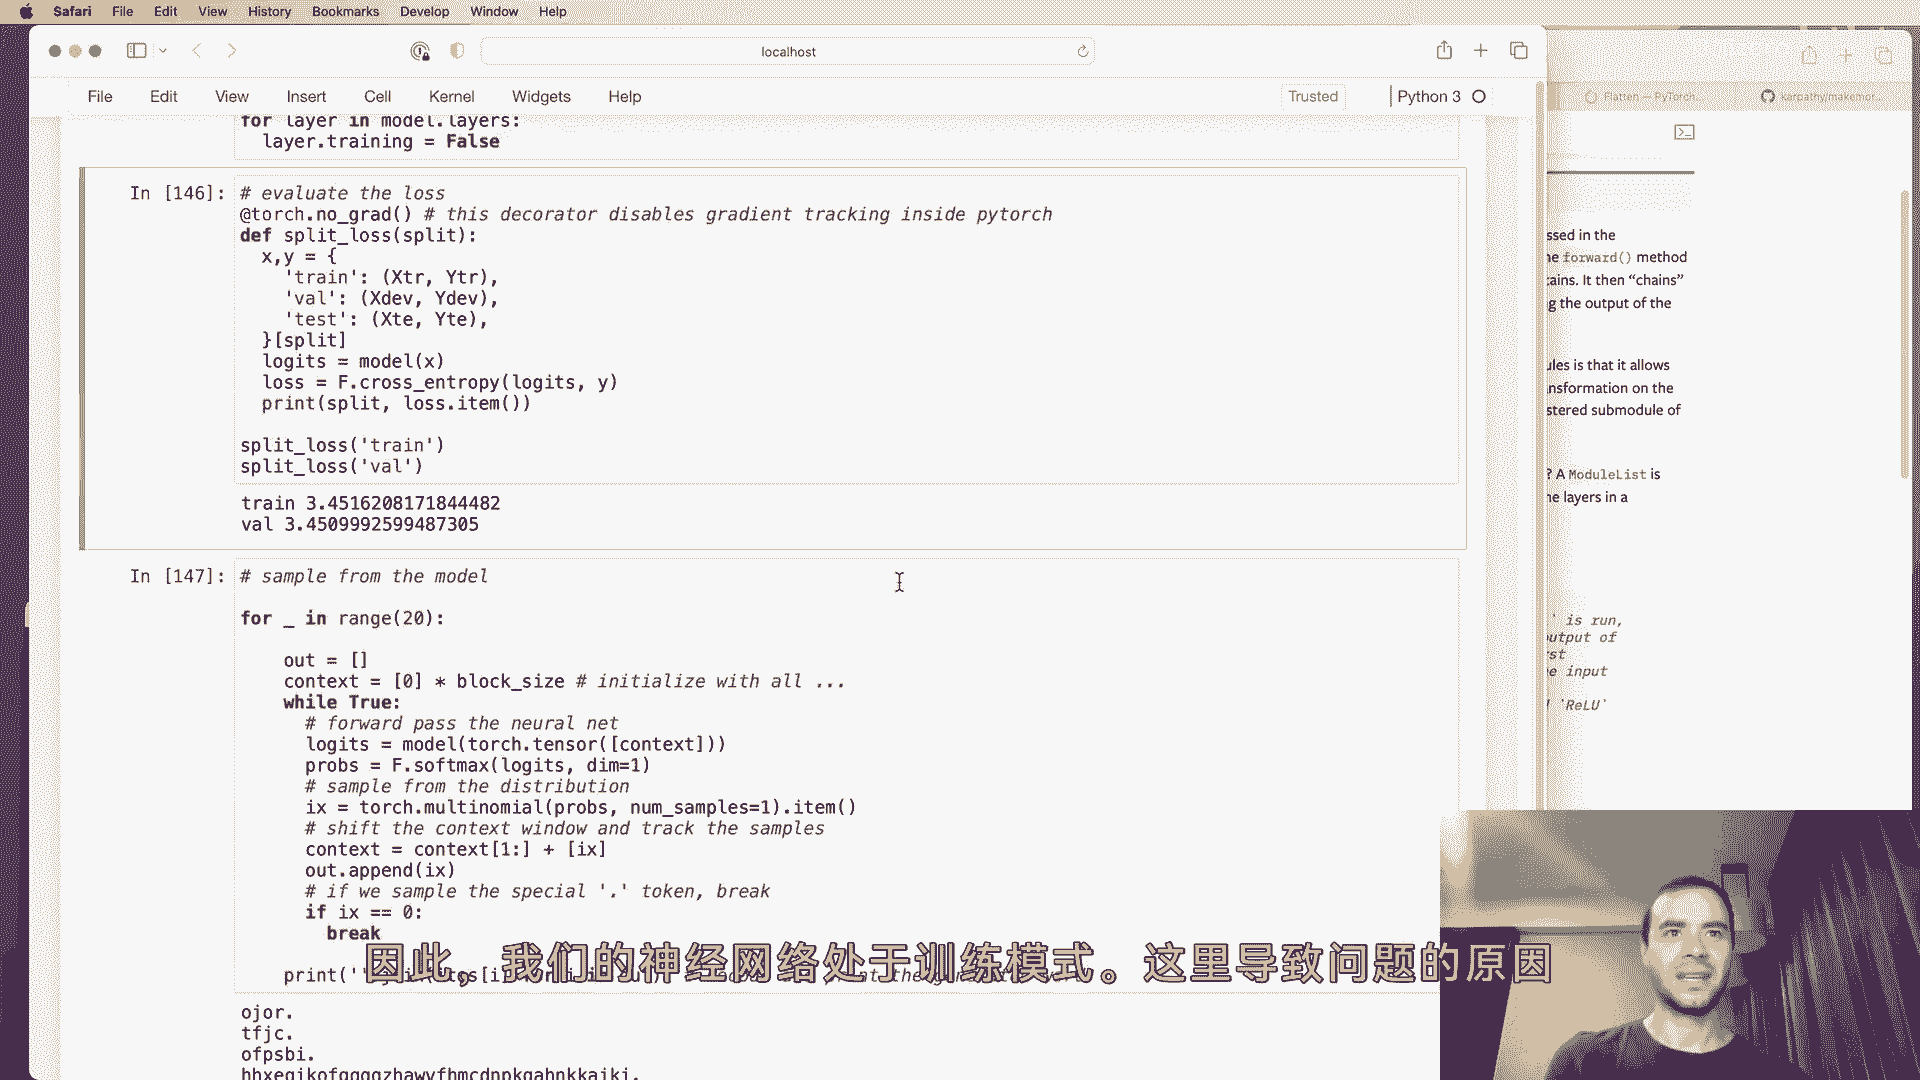 Safari File Edit View History Bookmarks Develop Window Help
localhost
File Edit View Insert Cell Kernel Widgets Help
Trusted
Python 3
Flatten — PyTorch...
karpathy/makemor...
for layer in model.layers:
layer.training = False
In [146]:
# evaluate the loss
@torch.no_grad() # this decorator disables gradient tracking inside pytorch
def split_loss(split):
x,y = {
'train': (Xtr, Ytr),
'val': (Xdev, Ydev),
'test': (Xte, Yte),
}[split]
logits = model(x)
loss = F.cross_entropy(logits, y)
print(split, loss.item())
split_loss('train')
split_loss('val')
train 3.4516208171844482
val 3.4509992599487305
In [147]:
# sample from the model
for _ in range(20):
out = []
context = [0] * block_size # initialize with all ...
while True:
# forward pass the neural net
logits = model(torch.tensor([context]))
probs = F.softmax(logits, dim=1)
# sample from the distribution
ix = torch.multinomial(probs, num_samples=1).item()
# shift the context window and track the samples
context = context[1:] + [ix]
out.append(ix)
# if we sample the special '.' token, break
if ix == 0:
break
print(''
因此，我们的神经网络处于训练模式。这里导致问题的原因
ojor.
tfjc.
ofpsbi.
ssed in the
he forward() method
tains. It then “chains”
g the output of the
ules is that it allows
nsformation on the
stered submodule of
? A ModuleList is
he layers in a
` is run,
output of
rst
e input
`ReLU`